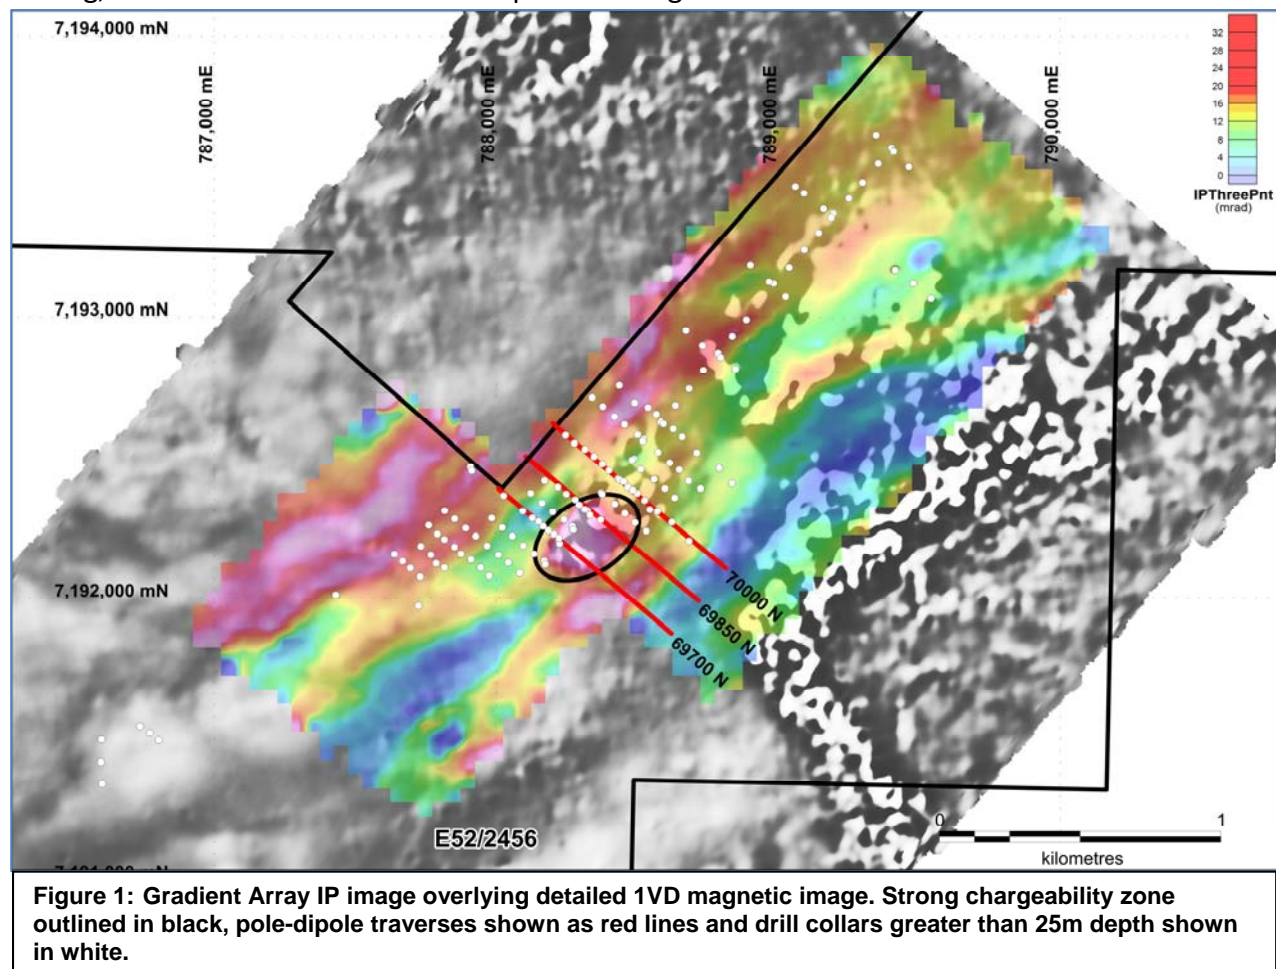 7,194,000 mN
787,000 mE
788,000 mE
789,000 mE
790,000 mE
32
28
24
20
16
12
8
4
0
IPThreePnt
(mrad)
7,193,000 mN
7,192,000 mN
70000 N
69850 N
69700 N
E52/2456
0 1
kilometres
Figure 1: Gradient Array IP image overlying detailed 1VD magnetic image. Strong chargeability zone
outlined in black, pole-dipole traverses shown as red lines and drill collars greater than 25m depth shown
in white.